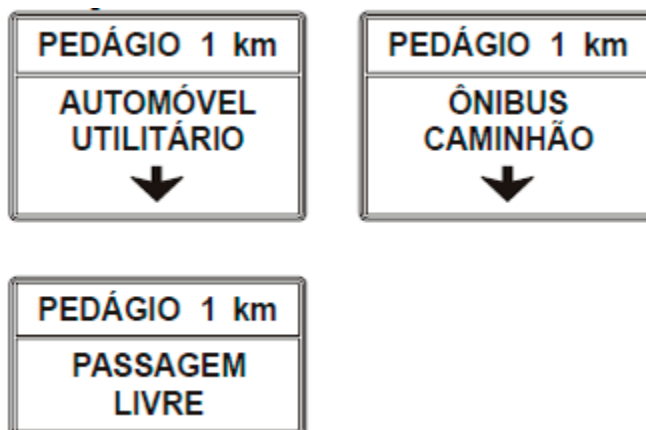 PEDÁGIO 1 km
AUTOMÓVEL
UTILITÁRIO
PEDÁGIO 1 km
ÔNIBUS
CAMINHÃO
PEDÁGIO 1 km
PASSAGEM
LIVRE